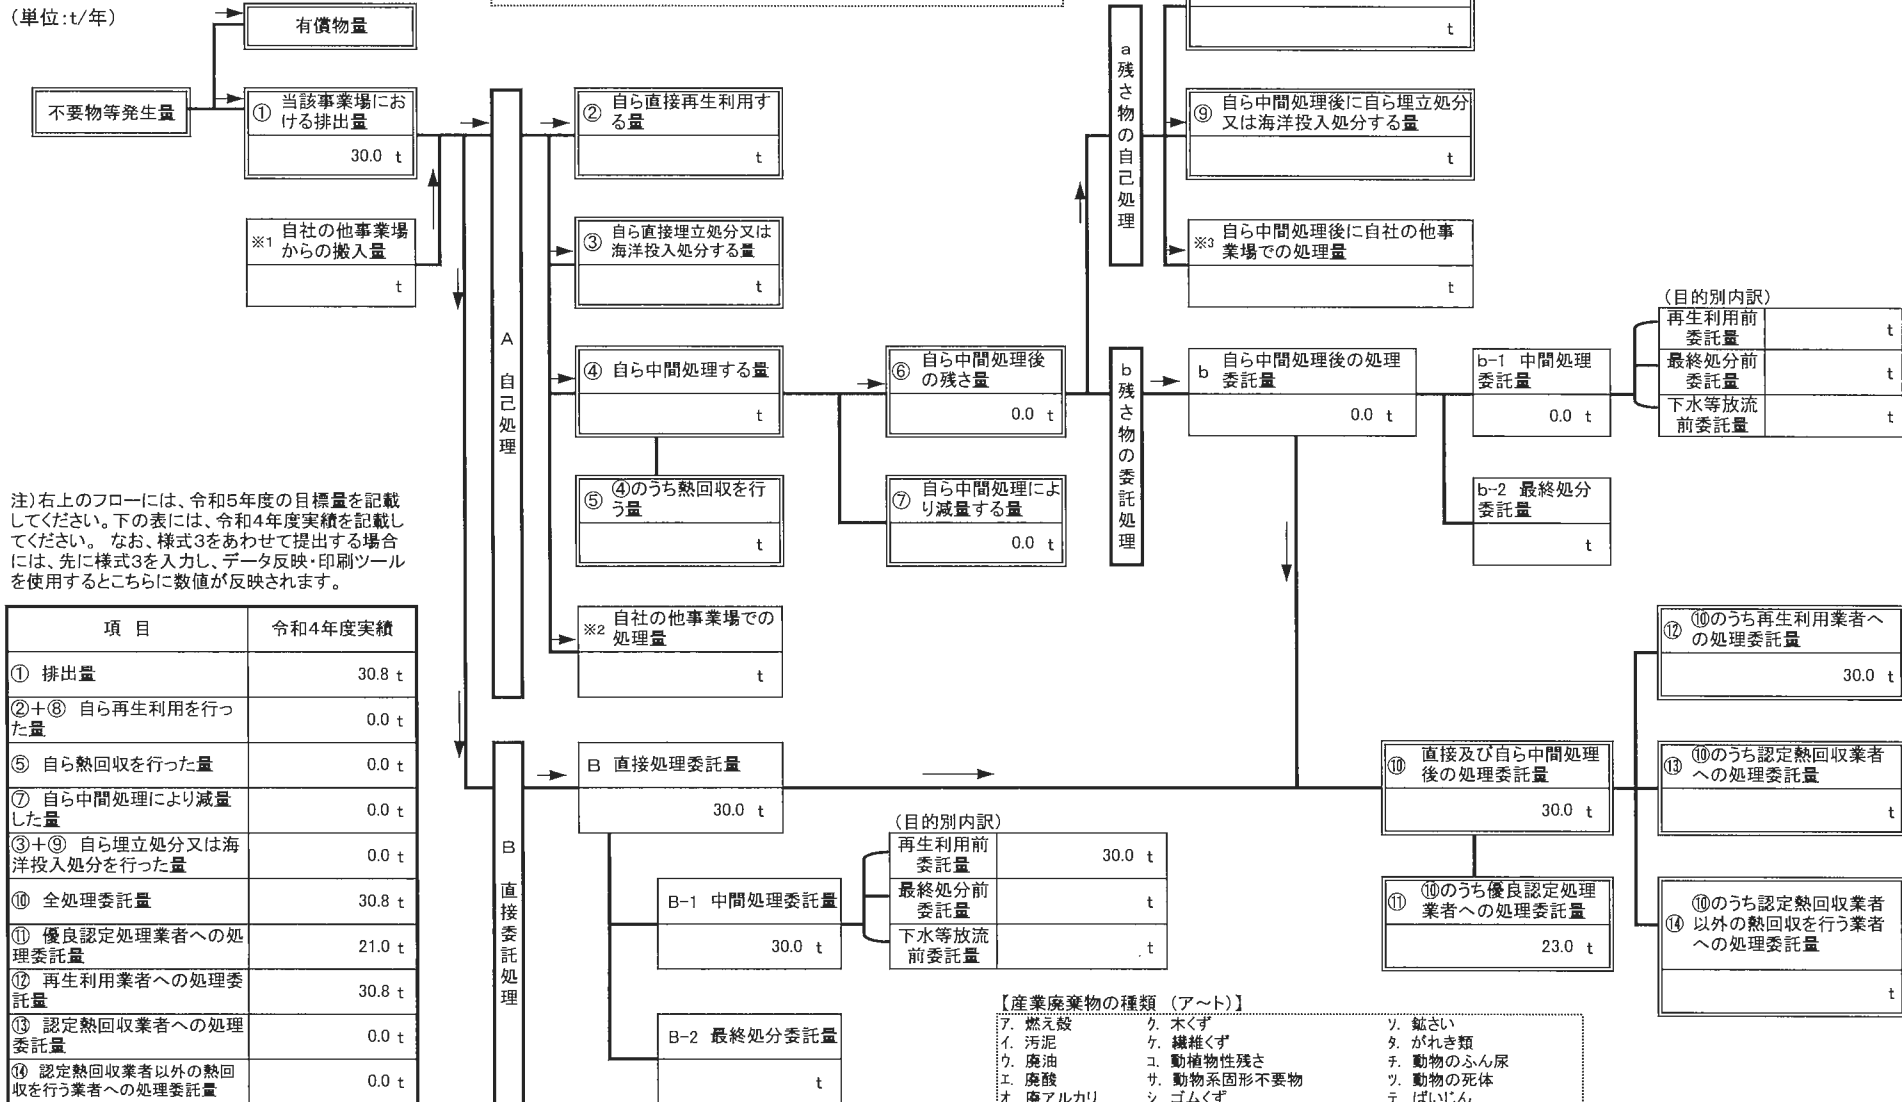 (単位:t/年)
有償物量
不要物等発生量
① 当該事業場にお
ける排出量
30.0 t
※1 自社の他事業場
からの搬入量
t
A 自己処理
② 自ら直接再生利用す
る量
t
③ 自ら直接埋立処分又は
海洋投入処分する量
t
④ 自ら中間処理する量
t
⑤ ④のうち熱回収を行
う量
t
※2 自社の他事業場での
処理量
t
⑥ 自ら中間処理後
の残さ量
0.0 t
⑦ 自ら中間処理によ
り減量する量
0.0 t
a 残さ物の自己処理
t
⑨ 自ら中間処理後に自ら埋立処分
又は海洋投入処分する量
t
※3 自ら中間処理後に自社の他事
業場での処理量
t
b 残さ物の委託処理
b 自ら中間処理後の処理
委託量
0.0 t
b-1 中間処理
委託量
0.0 t
(目的別内訳)
再生利用前
委託量
t
最終処分前
委託量
t
下水等放流
前委託量
t
b-2 最終処分
委託量
t
注)右上のフローには、令和5年度の目標量を記載
してください。下の表には、令和4年度実績を記載し
てください。 なお、様式3をあわせて提出する場合
には、先に様式3を入力し、データ反映・印刷ツール
を使用するとこちらに数値が反映されます。
項 目 令和4年度実績
① 排出量 30.8 t
②+⑧ 自ら再生利用を行っ
た量 0.0 t
⑤ 自ら熱回収を行った量 0.0 t
⑦ 自ら中間処理により減量
した量 0.0 t
③+⑨ 自ら埋立処分又は海
洋投入処分を行った量 0.0 t
⑩ 全処理委託量 30.8 t
⑪ 優良認定処理業者への処
理委託量 21.0 t
⑫ 再生利用業者への処理委
託量 30.8 t
⑬ 認定熱回収業者への処理
委託量 0.0 t
⑭ 認定熱回収業者以外の熱回
収を行う業者への処理委託量 0.0 t
B 直接委託処理
B 直接処理委託量
30.0 t
B-1 中間処理委託量
30.0 t
(目的別内訳)
再生利用前
委託量
30.0 t
最終処分前
委託量
t
下水等放流
前委託量
t
B-2 最終処分委託量
t
⑩ 直接及び自ら中間処理
後の処理委託量
30.0 t
⑪ ⑩のうち優良認定処理
業者への処理委託量
23.0 t
⑫ ⑩のうち再生利用業者へ
の処理委託量
30.0 t
⑬ ⑩のうち認定熱回収業者
への処理委託量
t
⑭ ⑩のうち認定熱回収業者
以外の熱回収を行う業者
への処理委託量
t
【産業廃棄物の種類 (ア〜ト)】
ア. 燃え殻 ク. 木くず ソ. 鉱さい
イ. 汚泥 ケ. 繊維くず タ. がれき類
ウ. 廃油 コ. 動植物性残さ チ. 動物のふん尿
エ. 廃酸 サ. 動物系固形不要物 ツ. 動物の死体
オ. 廃アルカリ シ. ゴムくず テ. ばいじん